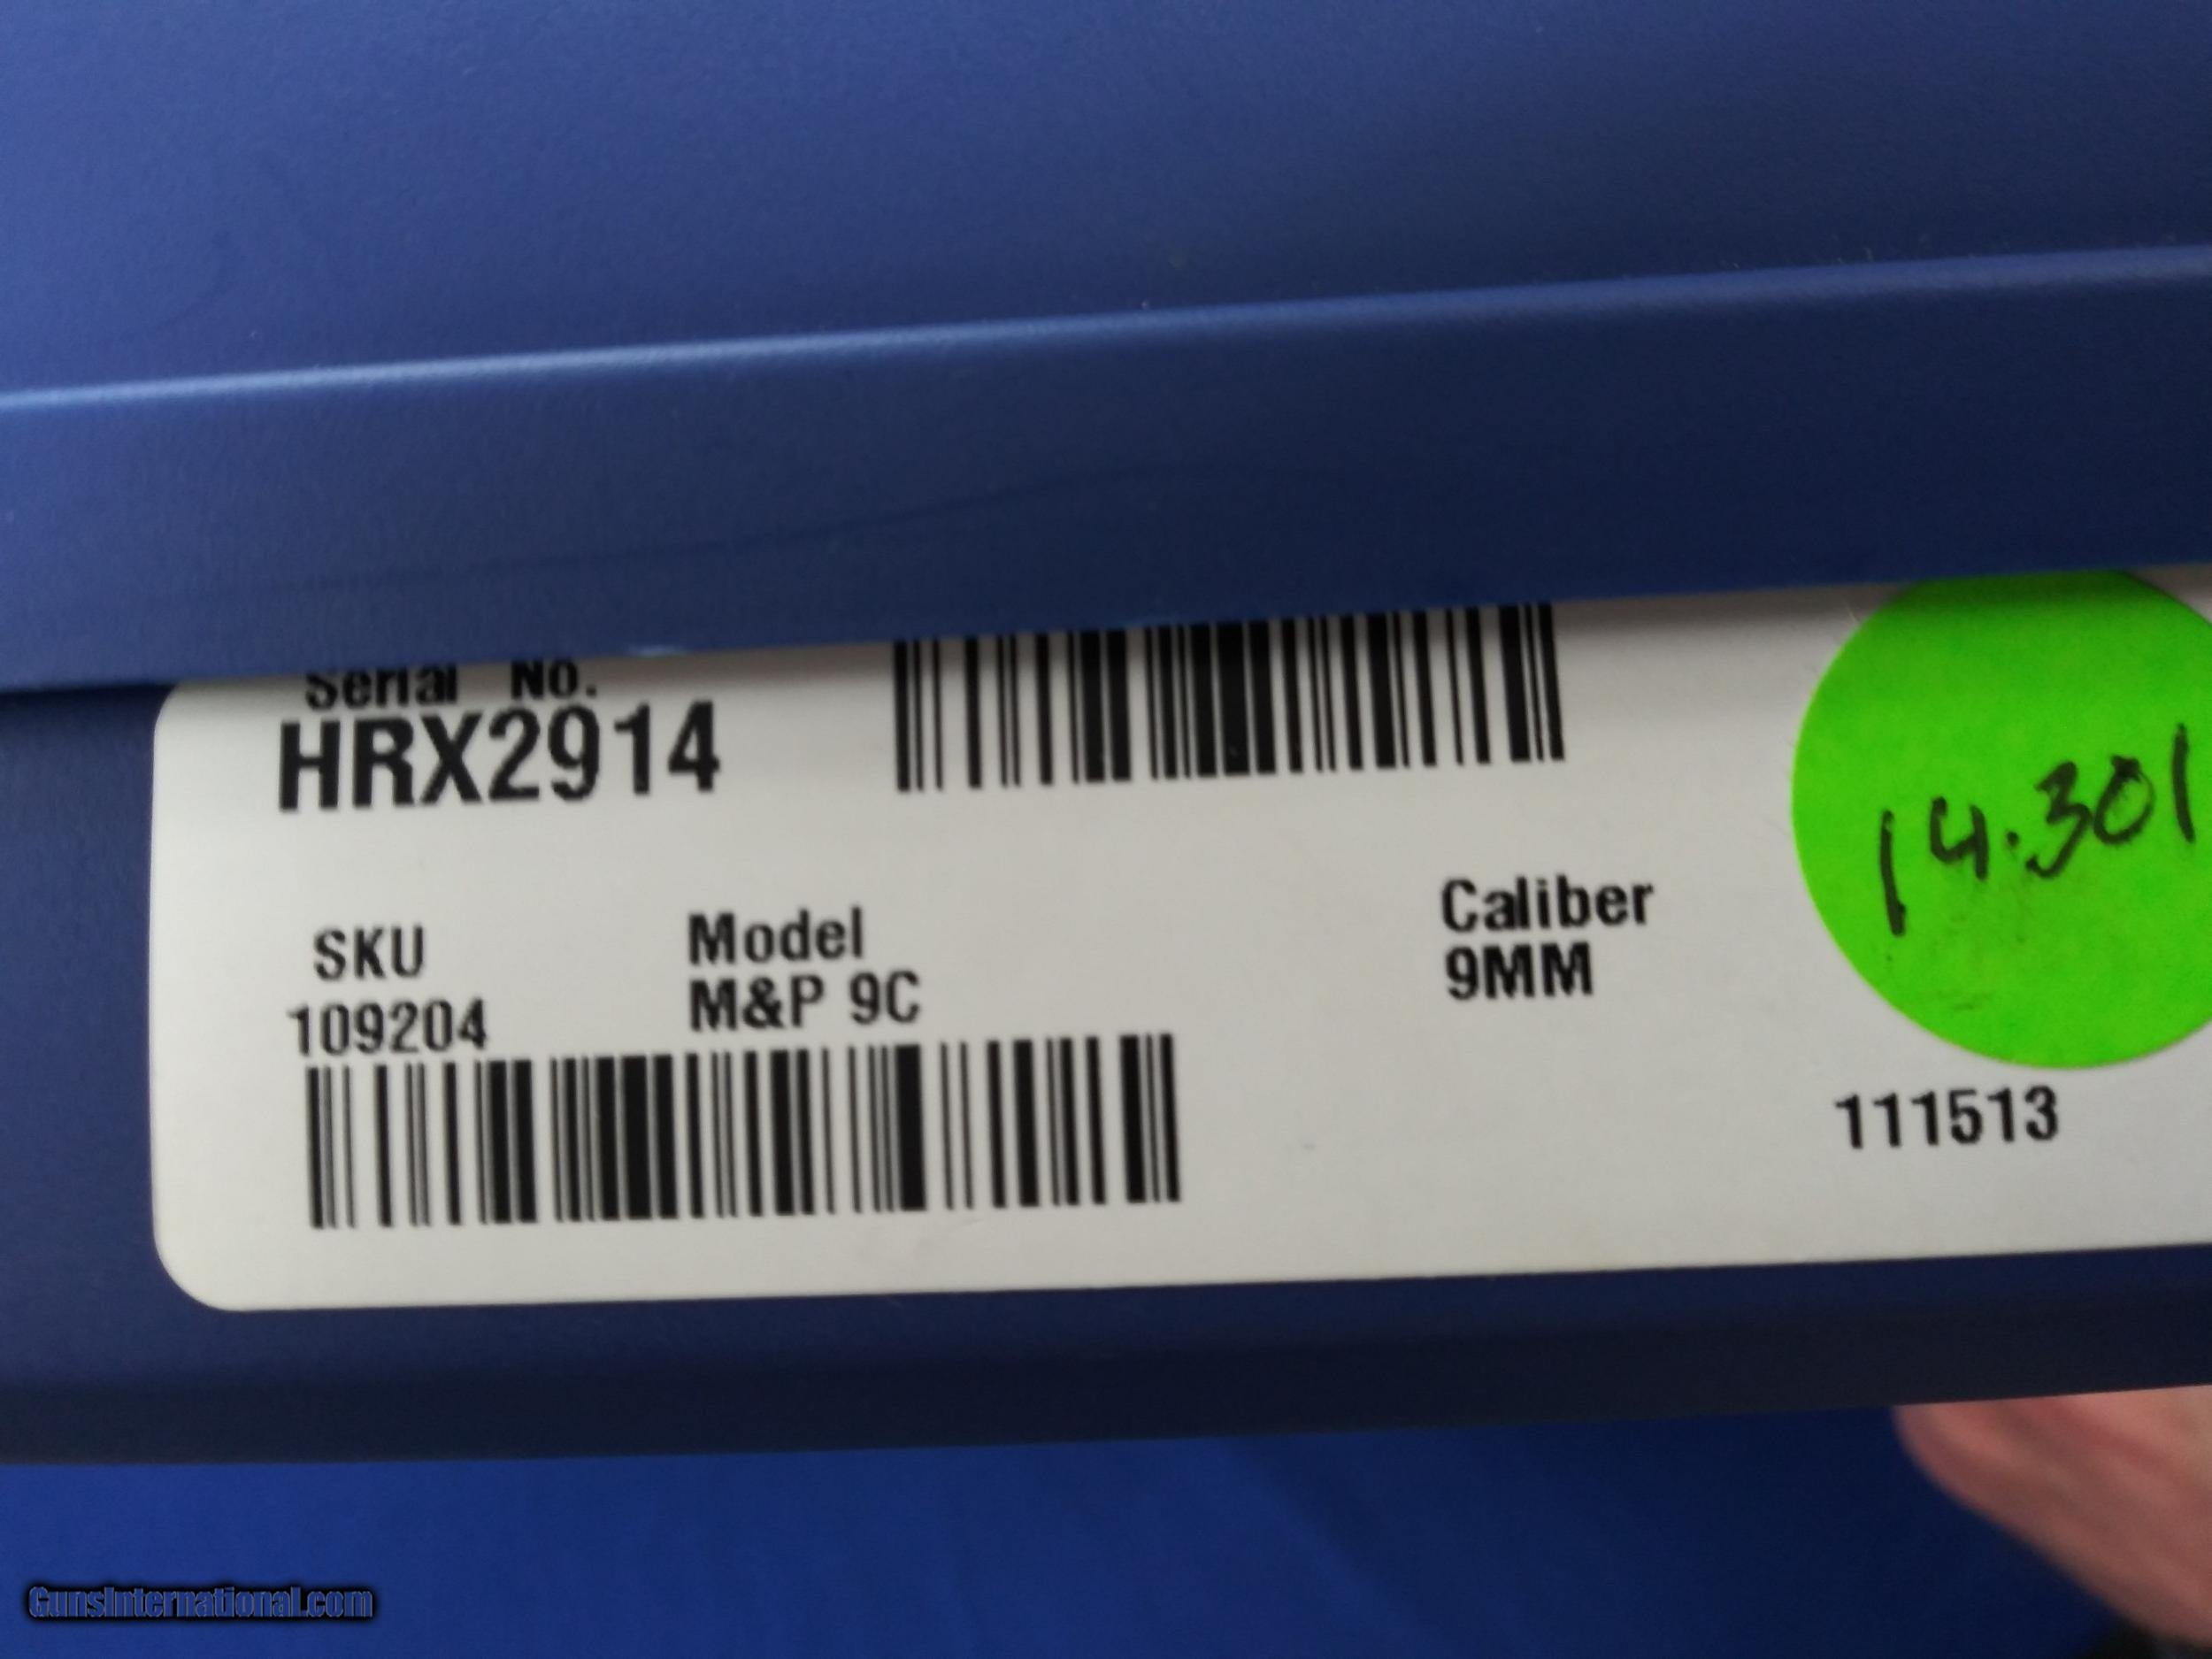 Serial No.
HRX2914
14.301
SKU Model Caliber
109204 M&P 9C 9MM
111513
GunsInternational.com